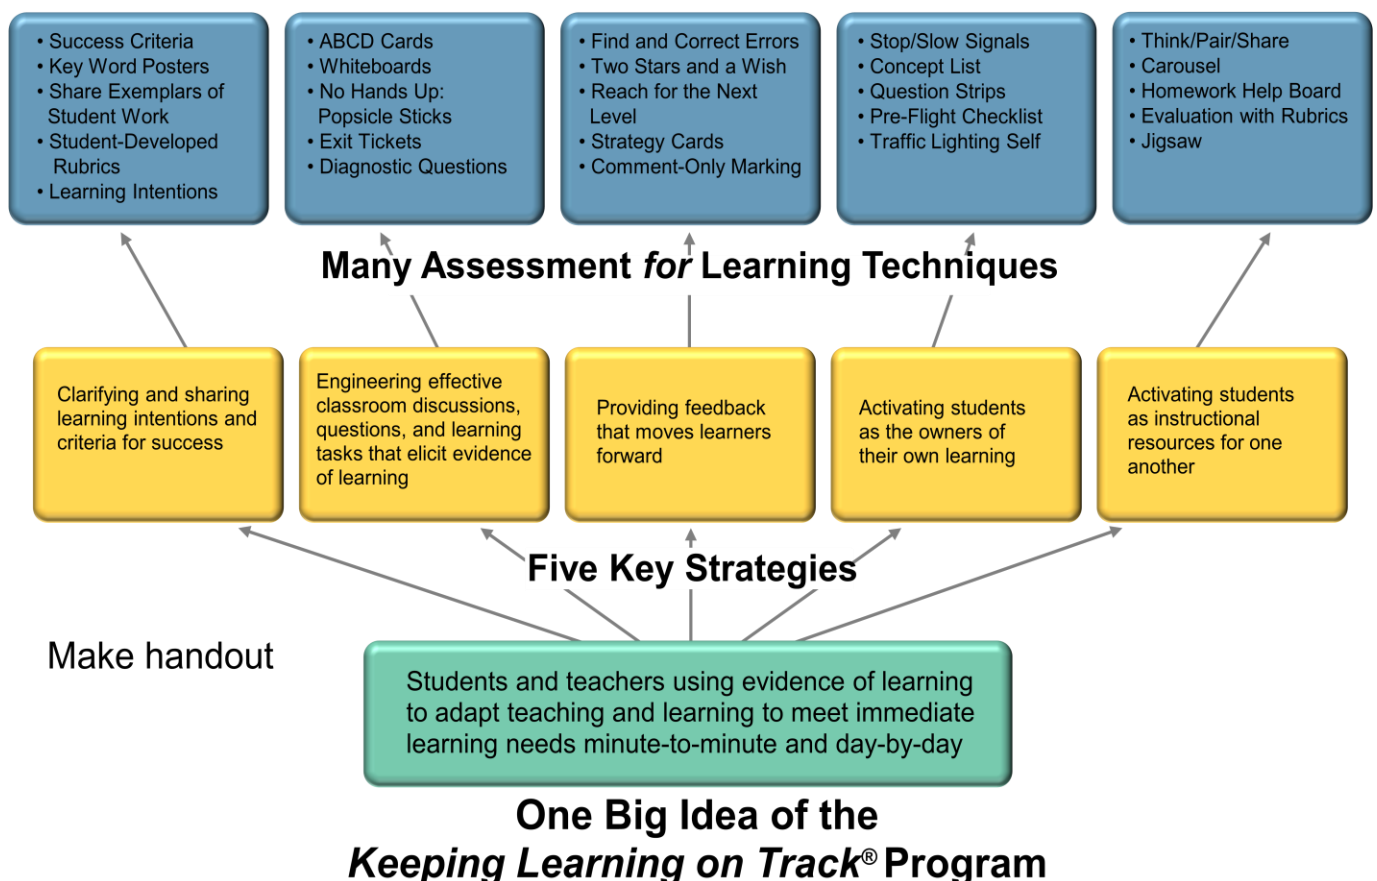 • Success Criteria
• Key Word Posters
• Share Exemplars of
Student Work
• Student-Developed
Rubrics
• Learning Intentions
• ABCD Cards
• Whiteboards
• No Hands Up:
Popsicle Sticks
• Exit Tickets
• Diagnostic Questions
• Find and Correct Errors
• Two Stars and a Wish
• Reach for the Next
Level
• Strategy Cards
• Comment-Only Marking
• Stop/Slow Signals
• Concept List
• Question Strips
• Pre-Flight Checklist
• Traffic Lighting Self
• Think/Pair/Share
• Carousel
• Homework Help Board
• Evaluation with Rubrics
• Jigsaw
Many Assessment for Learning Techniques
Clarifying and sharing
learning intentions and
criteria for success
Engineering effective
classroom discussions,
questions, and learning
tasks that elicit evidence
of learning
Providing feedback
that moves learners
forward
Activating students
as the owners of
their own learning
Activating students
as instructional
resources for one
another
Five Key Strategies
Make handout
Students and teachers using evidence of learning
to adapt teaching and learning to meet immediate
learning needs minute-to-minute and day-by-day
One Big Idea of the
Keeping Learning on Track® Program